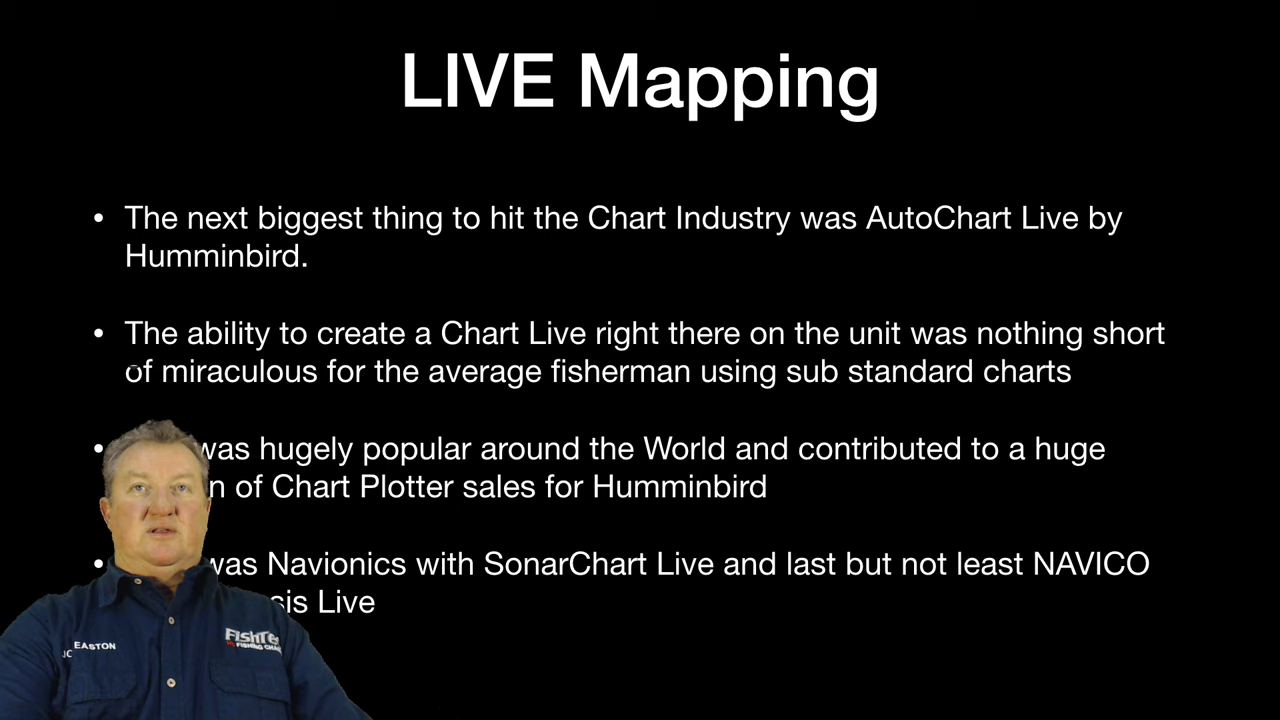 LIVE Mapping
• The next biggest thing to hit the Chart Industry was AutoChart Live by
Humminbird.
• The ability to create a Chart Live right there on the unit was nothing short
of miraculous for the average fisherman using sub standard charts
• was hugely popular around the World and contributed to a huge
of Chart Plotter sales for Humminbird
• was Navionics with SonarChart Live and last but not least NAVICO
Live
EASTON
FISHING